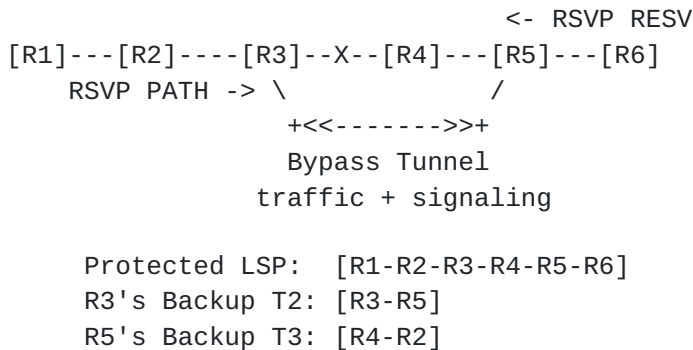 <- RSVP RESV
[R1]---[R2]----[R3]--X--[R4]---[R5]---[R6]
RSVP PATH -> \ /
+<<------->>+
Bypass Tunnel
traffic + signaling
Protected LSP: [R1-R2-R3-R4-R5-R6]
R3's Backup T2: [R3-R5]
R5's Backup T3: [R4-R2]